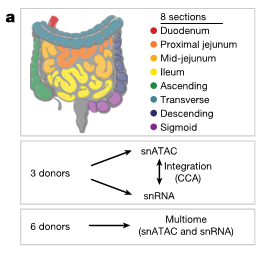 a
8 sections
Duodenum
Proximal jejunum
Mid-jejunum
Ileum
Ascending
Transverse
Descending
Sigmoid
3 donors
snATAC
Integration
(CCA)
snRNA
6 donors
Multiome
(snATAC and snRNA)